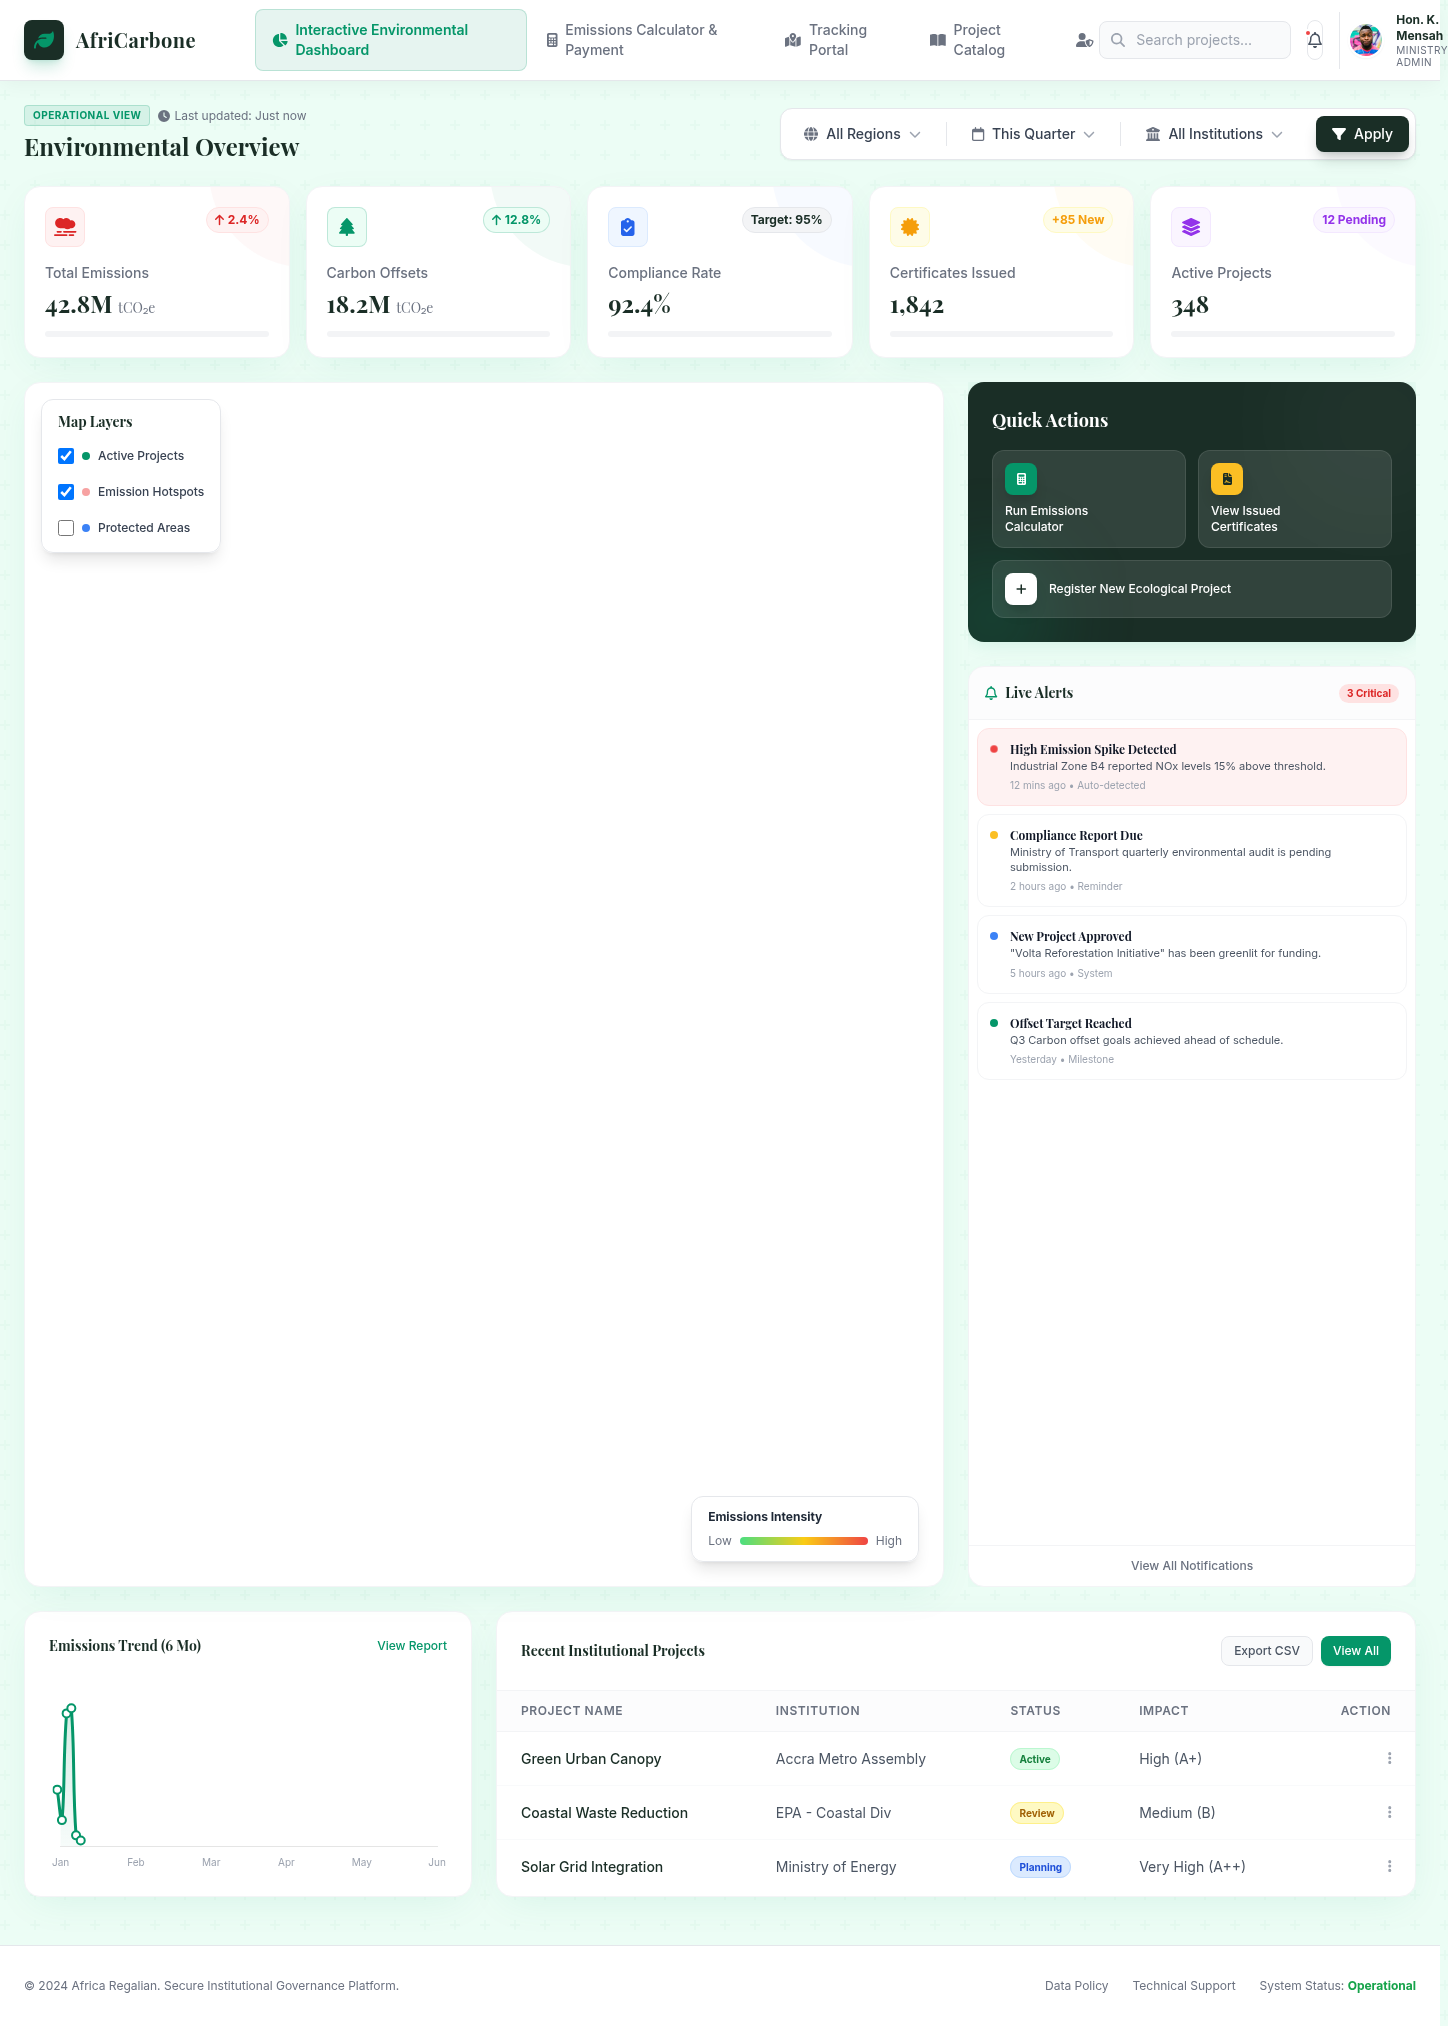 AfriCarbone
Interactive Environmental
Dashboard
Emissions Calculator &
Payment
Tracking
Portal
Project
Catalog
Search projects...
Hon. K.
Mensah
MINISTRY
ADMIN
OPERATIONAL VIEW
Last updated: Just now
Environmental Overview
All Regions
This Quarter
All Institutions
Apply
↑ 2.4%
Total Emissions
42.8M tCO₂e
↑ 12.8%
Carbon Offsets
18.2M tCO₂e
Target: 95%
Compliance Rate
92.4%
+85 New
Certificates Issued
1,842
12 Pending
Active Projects
348
Map Layers
Active Projects
Emission Hotspots
Protected Areas
Emissions Intensity
Low
High
Quick Actions
Run Emissions
Calculator
View Issued
Certificates
Register New Ecological Project
Live Alerts
3 Critical
High Emission Spike Detected
Industrial Zone B4 reported NOx levels 15% above threshold.
12 mins ago • Auto-detected
Compliance Report Due
Ministry of Transport quarterly environmental audit is pending
submission.
2 hours ago • Reminder
New Project Approved
"Volta Reforestation Initiative" has been greenlit for funding.
5 hours ago • System
Offset Target Reached
Q3 Carbon offset goals achieved ahead of schedule.
Yesterday • Milestone
View All Notifications
Emissions Trend (6 Mo)
View Report
Jan Feb Mar Apr May Jun
Recent Institutional Projects
Export CSV
View All
PROJECT NAME INSTITUTION STATUS IMPACT ACTION
Green Urban Canopy Accra Metro Assembly Active High (A+)
Coastal Waste Reduction EPA - Coastal Div Review Medium (B)
Solar Grid Integration Ministry of Energy Planning Very High (A++)
© 2024 Africa Regalian. Secure Institutional Governance Platform.
Data Policy
Technical Support
System Status: Operational